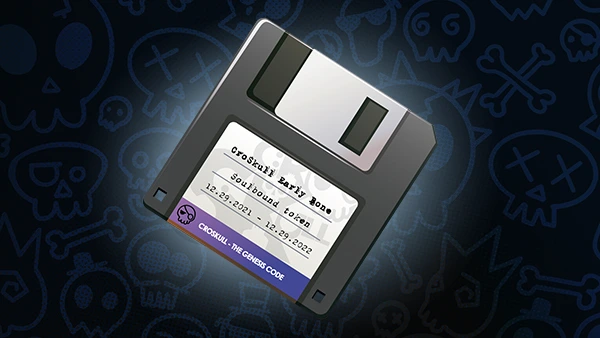 CroSkull Early Bone
Soulbound token
12.29.2021 - 12.29.2022
CROSKULL - THE GENESIS CODE